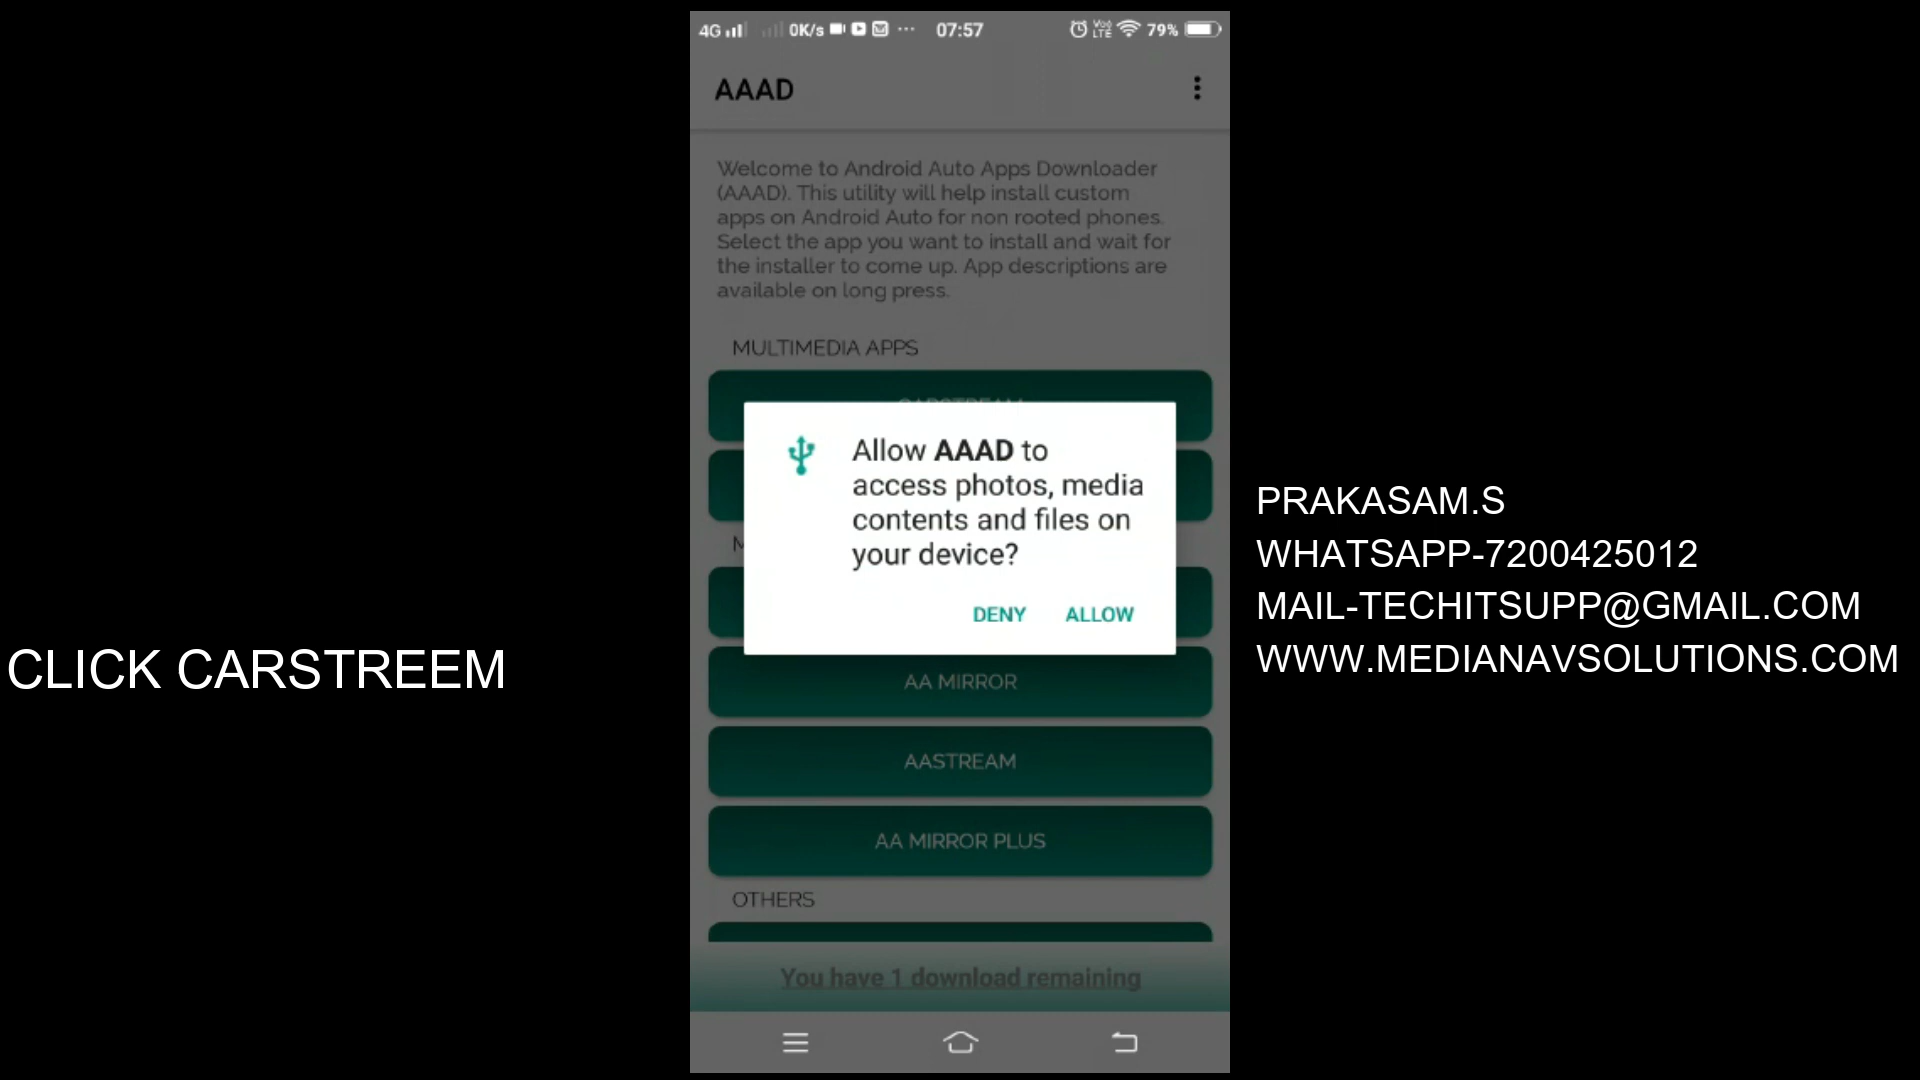 4G 0K/s ... 07:57 VoO LTE 79%
AAAD
Welcome to Android Auto Apps Downloader
(AAAD). This utility will help install custom
apps on Android Auto for non rooted phones.
Select the app you want to install and wait for
the installer to come up. App descriptions are
available on long press.
MULTIMEDIA APPS
CARSTREAM
Allow AAAD to
access photos, media
contents and files on
your device?
M
DENY ALLOW
AA MIRROR
AASTREAM
AA MIRROR PLUS
OTHERS
You have 1 download remaining
CLICK CARSTREEM
PRAKASAM.S
WHATSAPP-7200425012
MAIL-TECHITSUPP@GMAIL.COM
WWW.MEDIANAVSOLUTIONS.COM